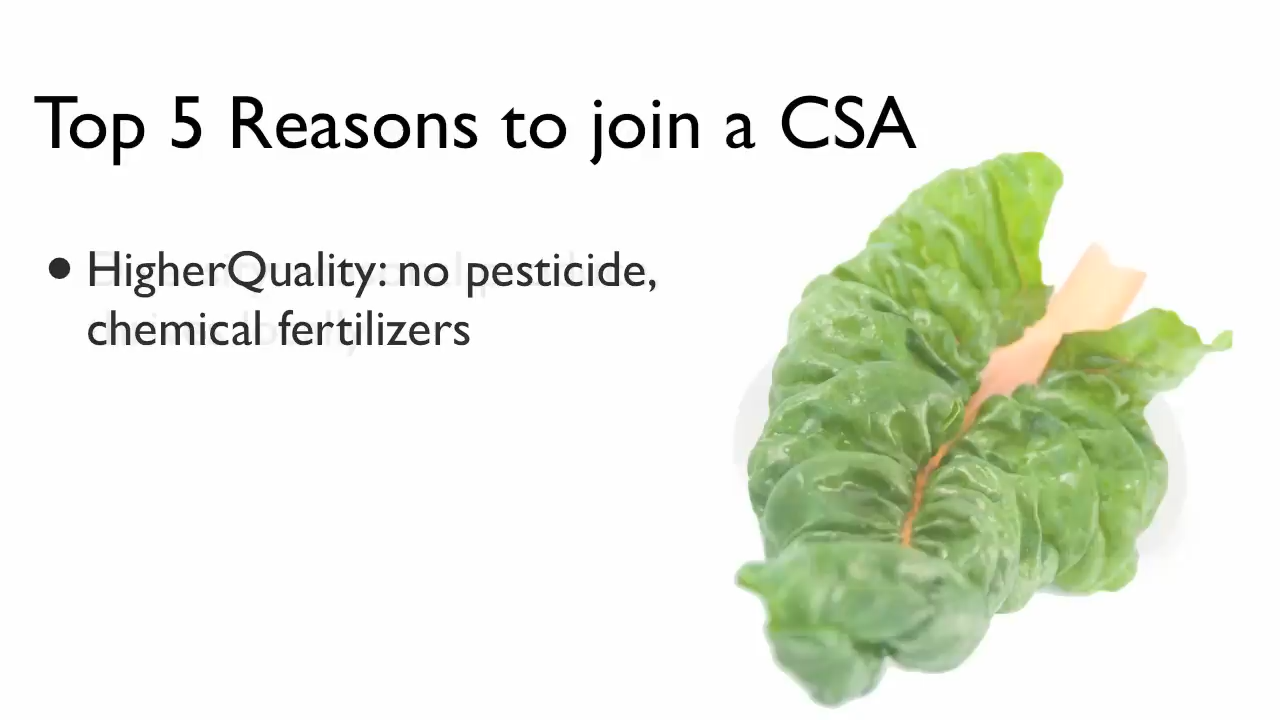 Top 5 Reasons to join a CSA
• HigherQuality: no pesticide,
chemical fertilizers